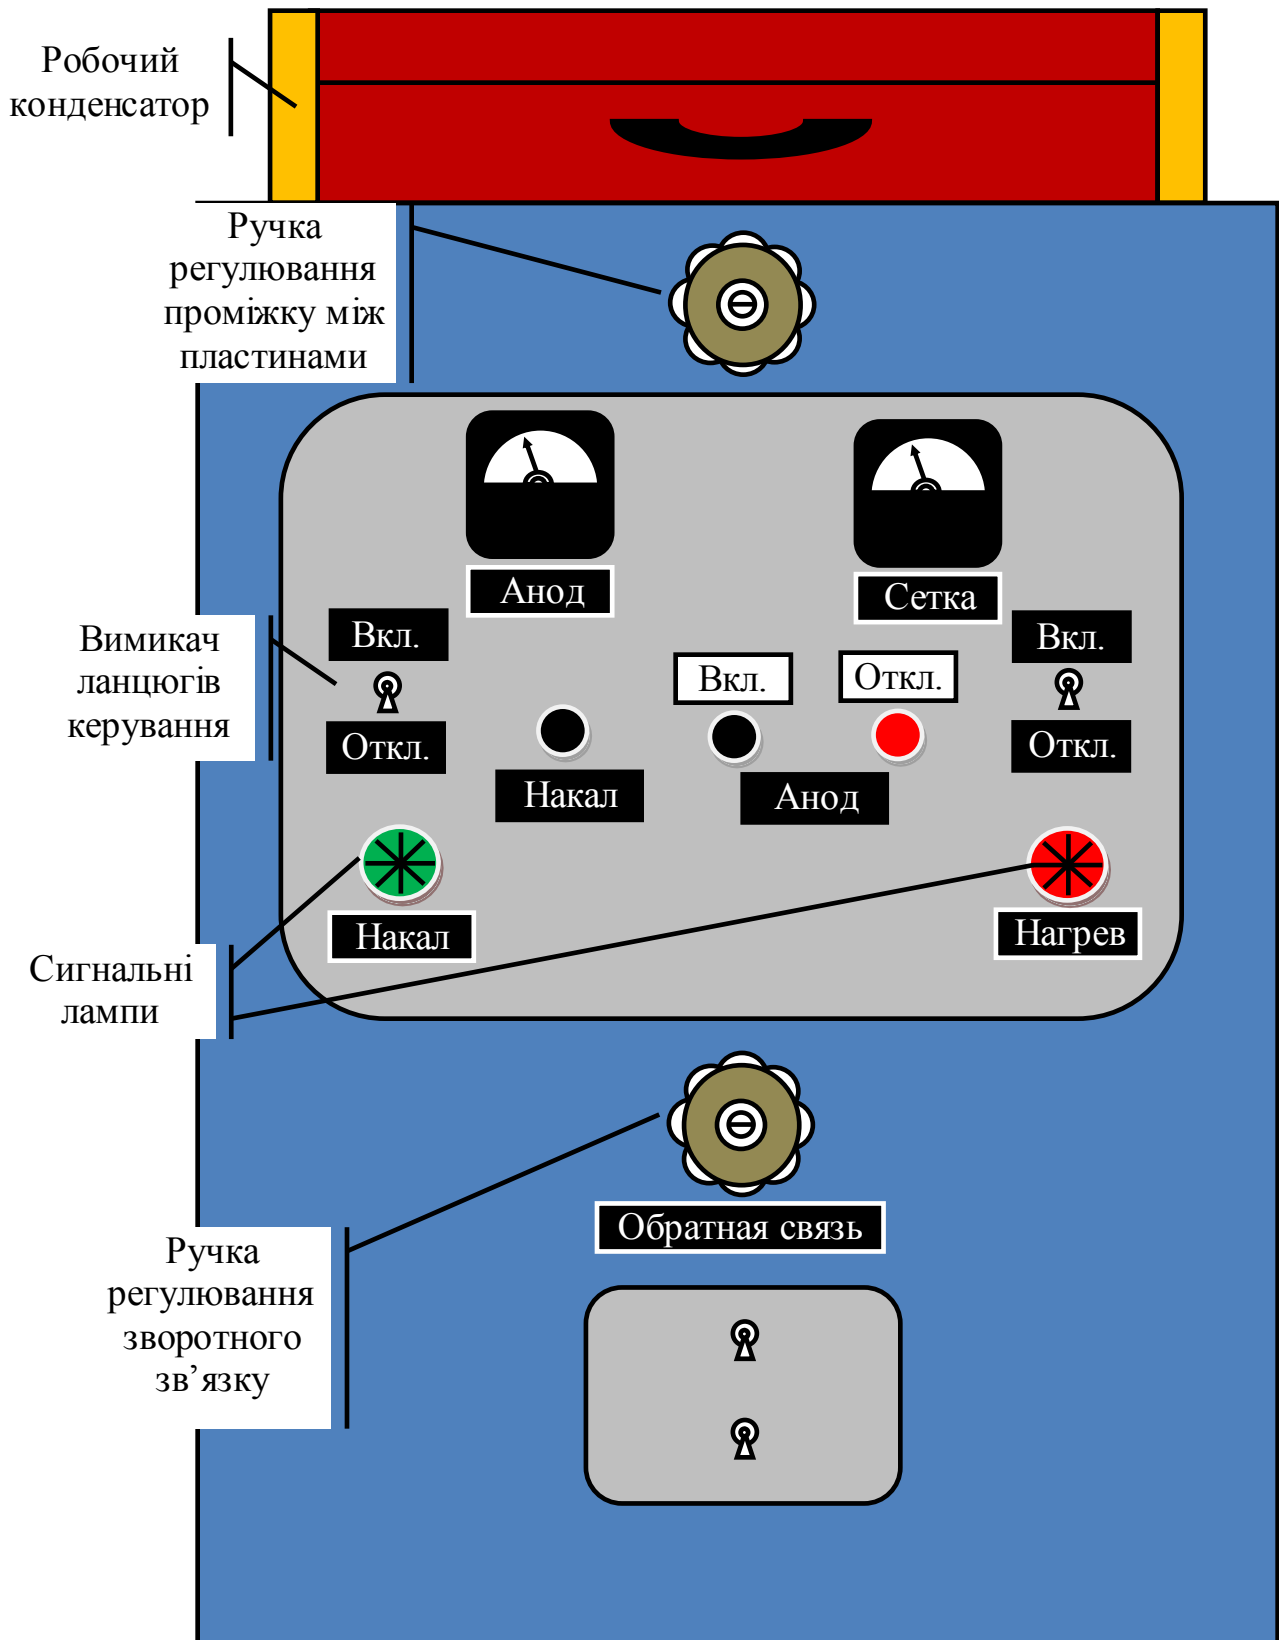 Робочий
конденсатор
Ручка
регулювання
проміжку між
пластинами
Анод
Сетка
Вимикач
ланцюгів
керування
Вкл.
Откл.
Накал
Вкл.
Откл.
Анод
Вкл.
Откл.
Накал
Нагрев
Сигнальні
лампи
Ручка
регулювання
зворотного
зв’язку
Обратная связь